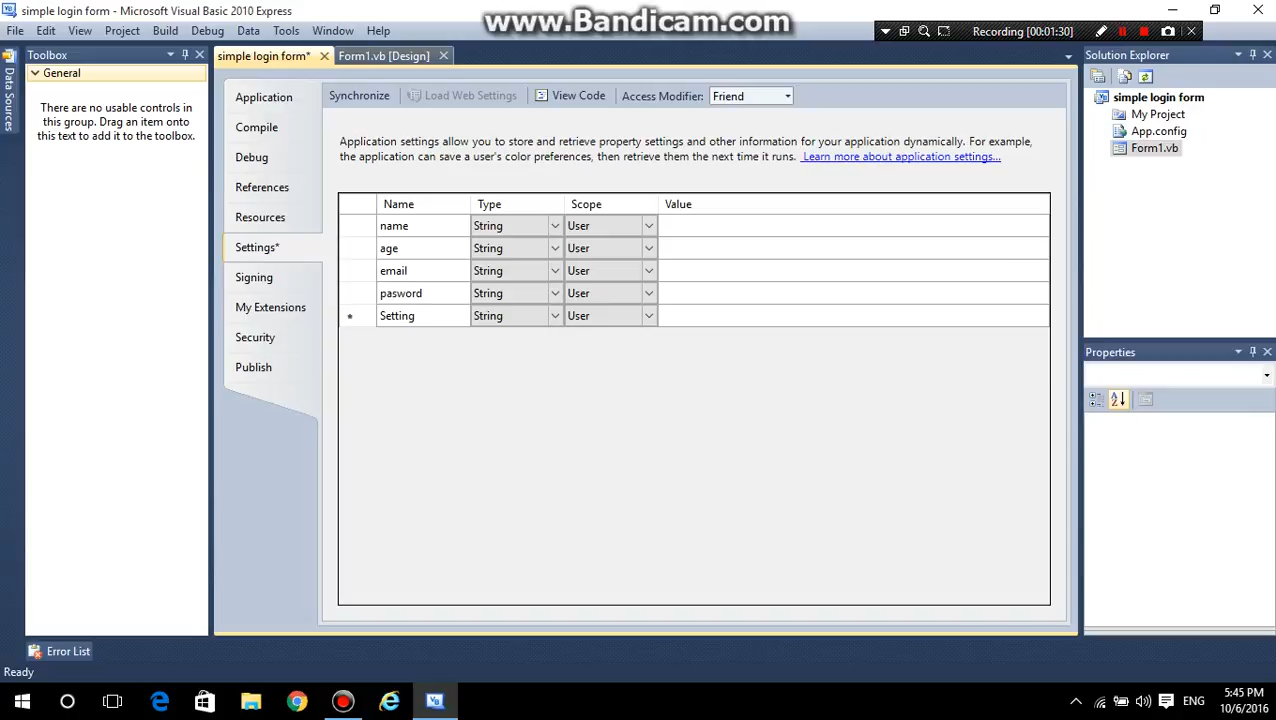 simple login form - Microsoft Visual Basic 2010 Express
www.Bandicam.com
File Edit View Project Build Debug Data Tools Window Help
Recording [00:01:30]
Data Sources
Toolbox
General
There are no usable controls in
this group. Drag an item onto
this text to add it to the toolbox.
simple login form*
Form1.vb [Design]
Application
Compile
Debug
References
Resources
Settings*
Signing
My Extensions
Security
Publish
Synchronize Load Web Settings View Code Access Modifier: Friend
Application settings allow you to store and retrieve property settings and other information for your application dynamically. For example,
the application can save a user's color preferences, then retrieve them the next time it runs. Learn more about application settings...
Name Type Scope Value
name String User
age String User
email String User
pasword String User
* Setting String User
Solution Explorer
simple login form
My Project
App.config
Form1.vb
Properties
Error List
Ready
ENG
5:45 PM
10/6/2016